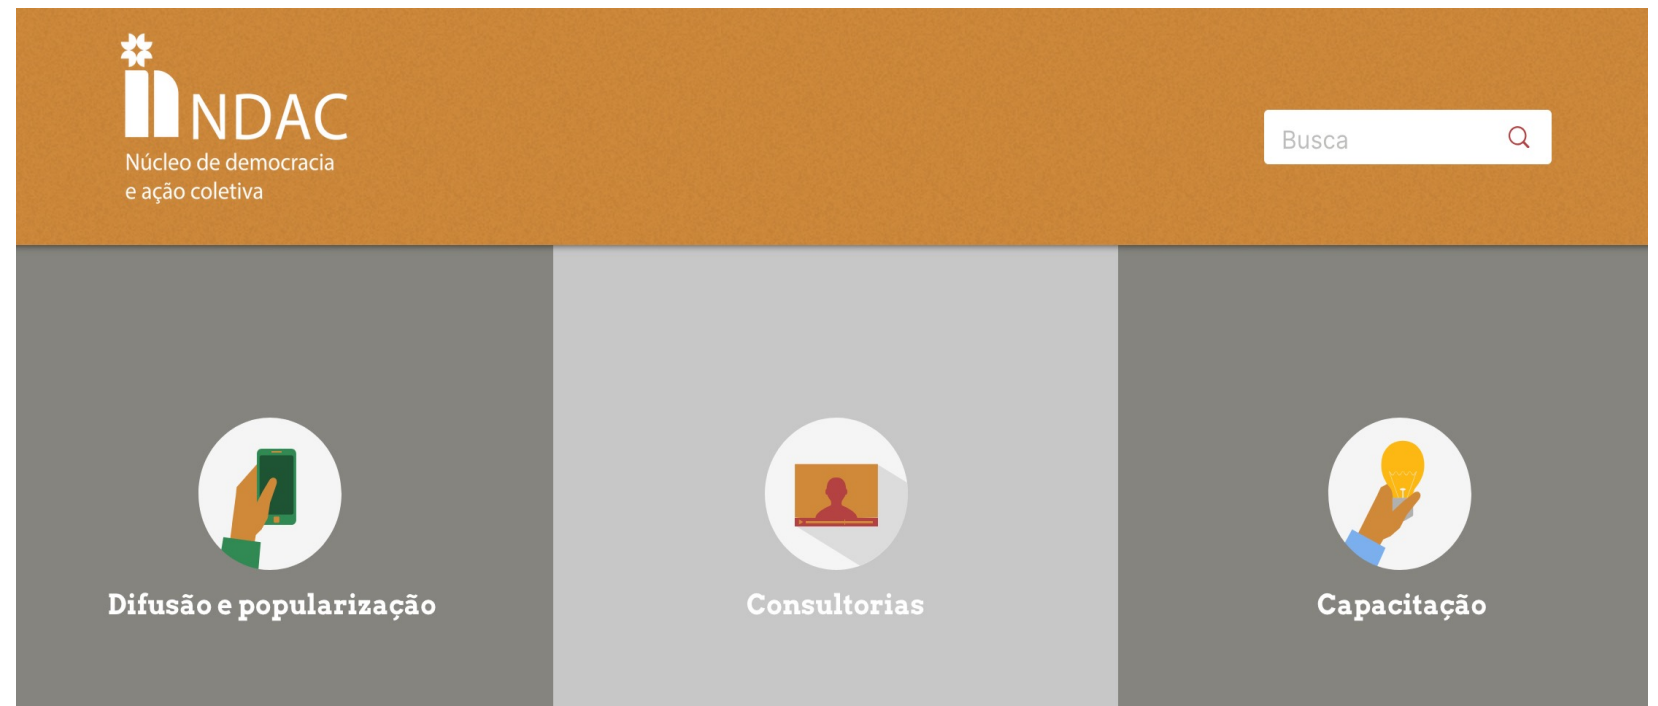 NDAC
Núcleo de democracia
e ação coletiva
Busca
Difusão e popularização
Consultorias
Capacitação